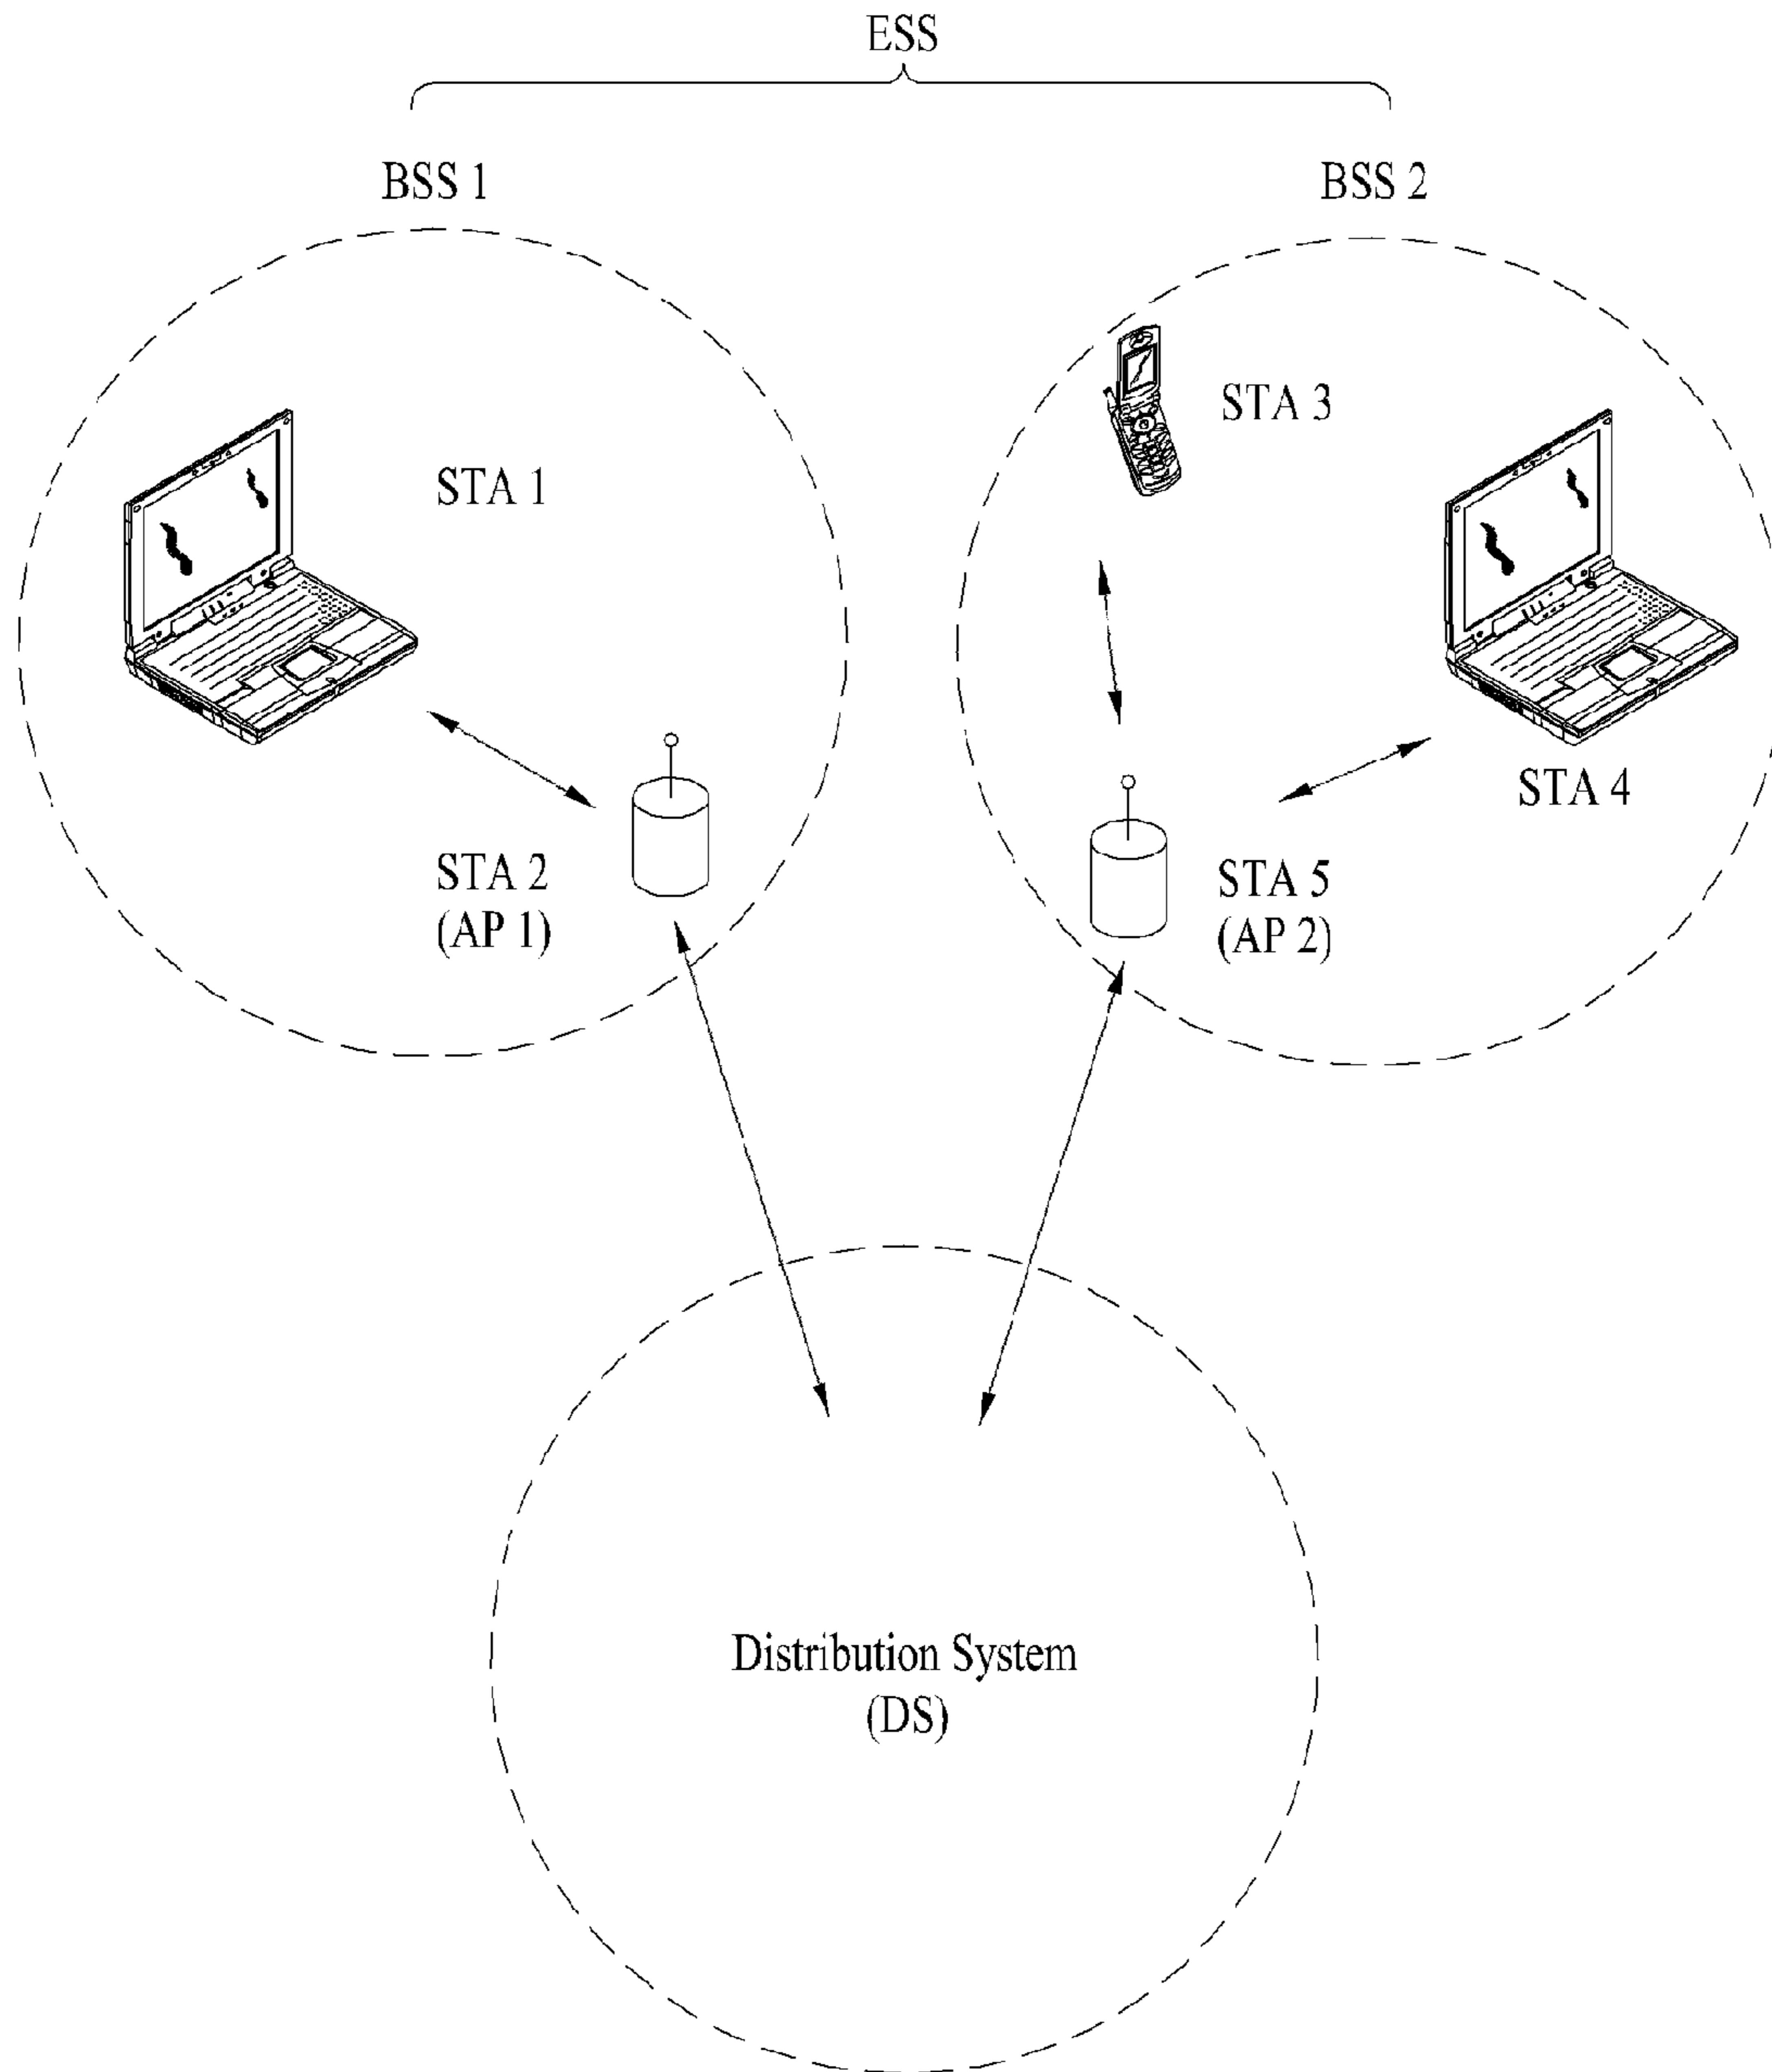 ESS
BSS 1
BSS 2
STA 3
STA 1
STA 4
STA 2
(AP 1)
STA 5
(AP 2)
Distribution System
(DS)